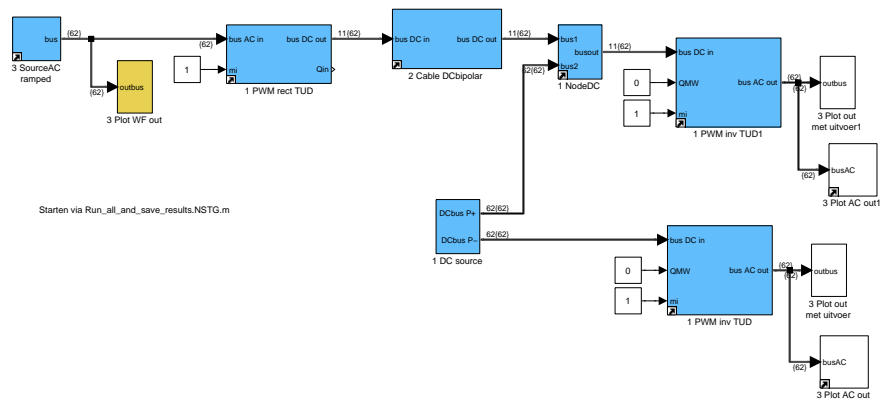 bus
{62}
{62}
{62}
3 SourceAC
ramped
outbus
3 Plot WF out
bus AC in
bus DC out
11{62}
1
mi
Qin
1 PWM rect TUD
bus DC in
bus DC out
11{62}
2 Cable DCbipolar
bus1
busout
11{62}
bus2
62{62}
1 NodeDC
bus DC in
0
QMW
bus AC out
{62}
{62}
outbus
1
mi
3 Plot out
met uitvoer1
1 PWM inv TUD1
{62}
busAC
3 Plot AC out1
Starten via Run_all_and_save_results.NSTG.m
DCbus P+
62{62}
DCbus P−
62{62}
1 DC source
bus DC in
0
QMW
bus AC out
{62}
{62}
outbus
1
mi
3 Plot out
met uitvoer
1 PWM inv TUD
{62}
busAC
3 Plot AC out